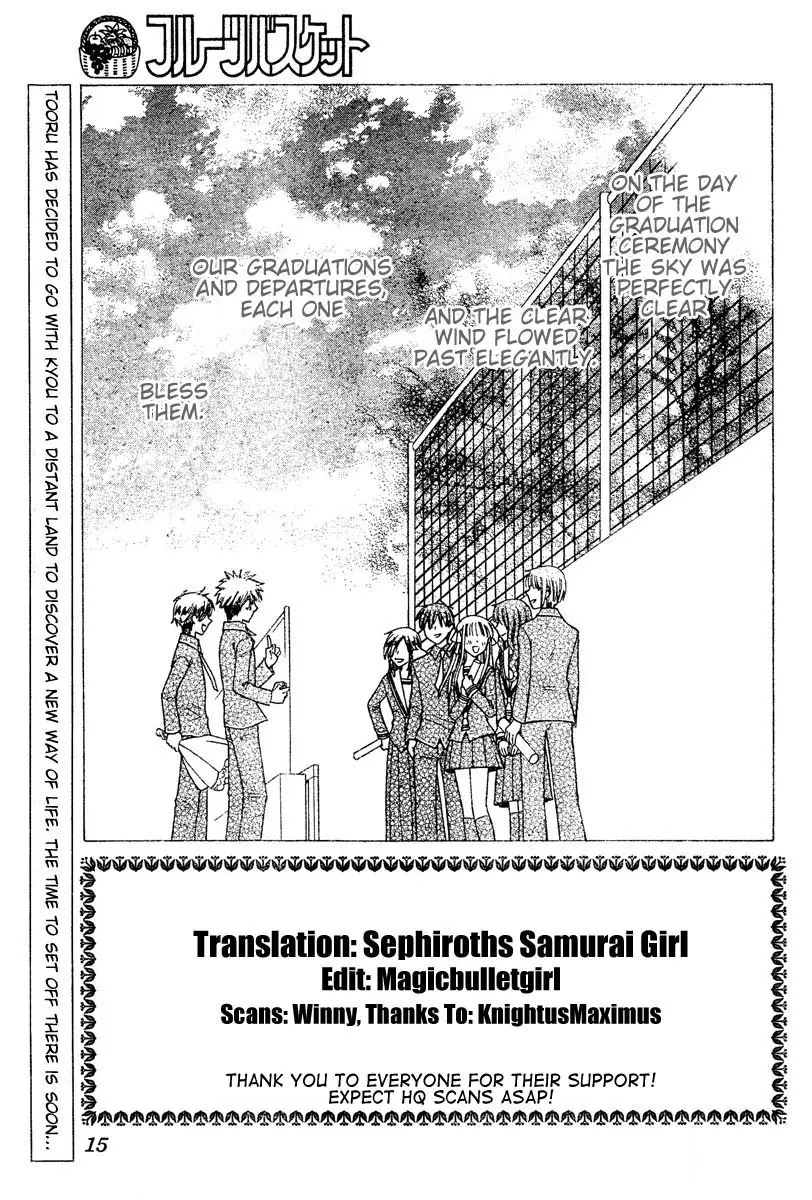 フルーツバスケット
TOORU HAS DECIDED TO GO WITH KYOU TO A DISTANT LAND TO DISCOVER A NEW WAY OF LIFE. THE TIME TO SET OFF THERE IS SOON...
ON THE DAY
OF THE
GRADUATION
CEREMONY
THE SKY WAS
PERFECTLY
CLEAR
AND THE CLEAR
WIND FLOWED
PAST ELEGANTLY.
OUR GRADUATIONS
AND DEPARTURES,
EACH ONE
BLESS
THEM.
Translation: Sephiroths Samurai Girl
Edit: Magicbulletgirl
Scans: Winny, Thanks To: KnightusMaximus
THANK YOU TO EVERYONE FOR THEIR SUPPORT!
EXPECT HQ SCANS ASAP!
15